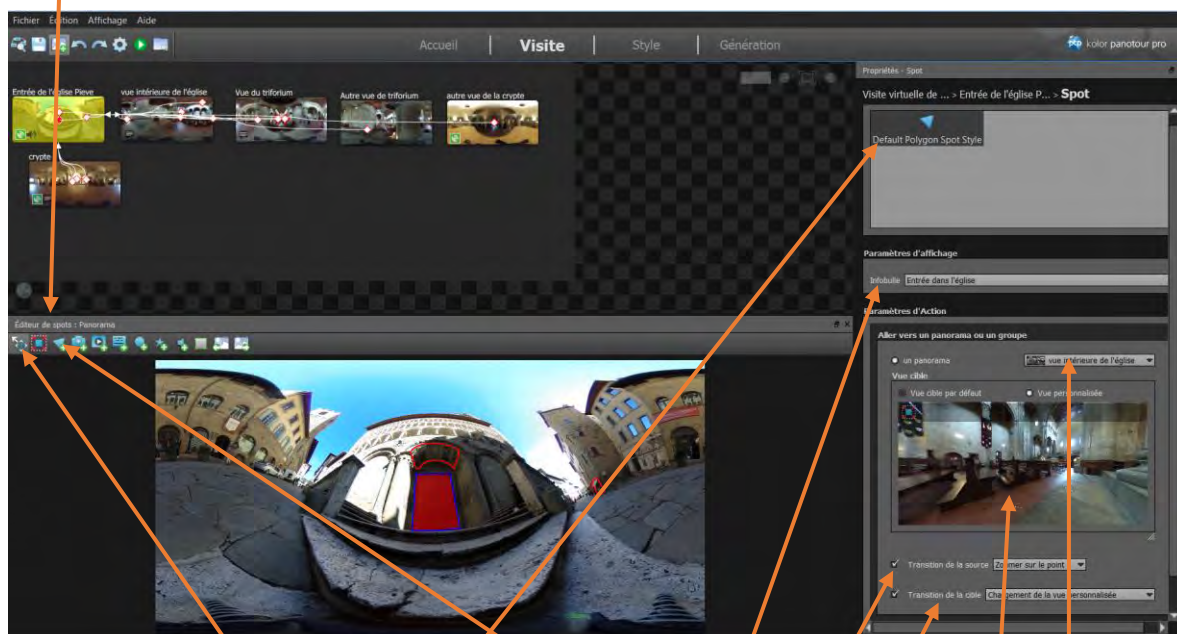 Fichier Édition Affichage Aide
Accueil | Visite | Style | Génération
kolor panotour pro
Entrée de l'église Pieve
vue intérieure de l'église
Vue du triforium
Autre vue de triforium
autre vue de la crypte
crypte
Propriétés - Spot
Visite virtuelle de ... > Entrée de l'église P... > Spot
Default Polygon Spot Style
Paramètres d'affichage
Infobulle Entrée dans l'église
Paramètres d'Action
Aller vers un panorama ou un groupe
un panorama
vue intérieure de l'église
Vue cible
Vue cible par défaut
Vue personnalisée
Transition de la source Zoomer sur le point
Transition de la cible Chargement de la vue personnalisée
Éditeur de spots : Panorama